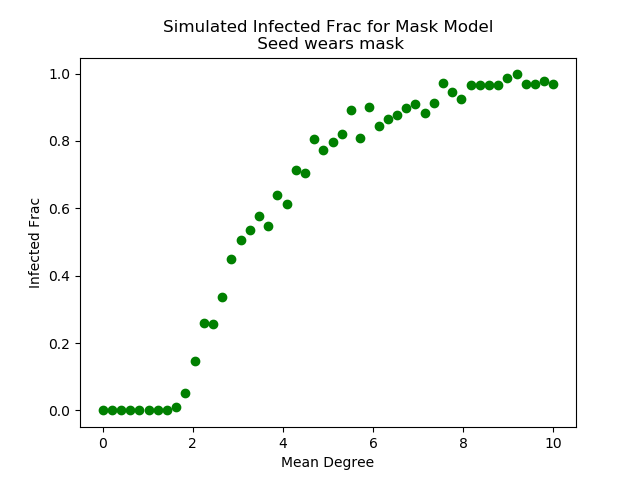 Simulated Infected Frac for Mask Model
Seed wears mask
1.0
0.8
0.6
0.4
0.2
0.0
Infected Frac
0 2 4 6 8 10
Mean Degree